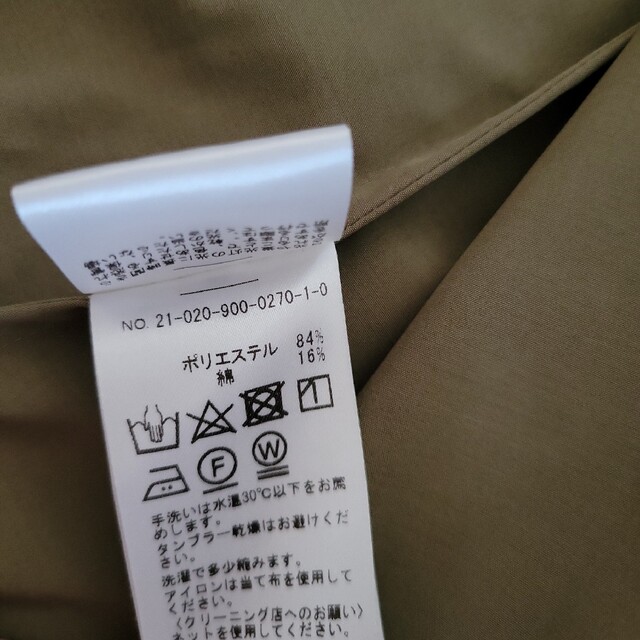 NO. 21-020-900-0270-1-0
ポリエステル 84%
綿 16%
F
W
手洗いは水温30℃以下をお薦
めします。
タンブラー乾燥はお避けくだ
さい。
洗濯で多少縮みます。
アイロンは当て布を使用して
ください。
〈クリーニング店へのお願い〉
ネットを使用してください。